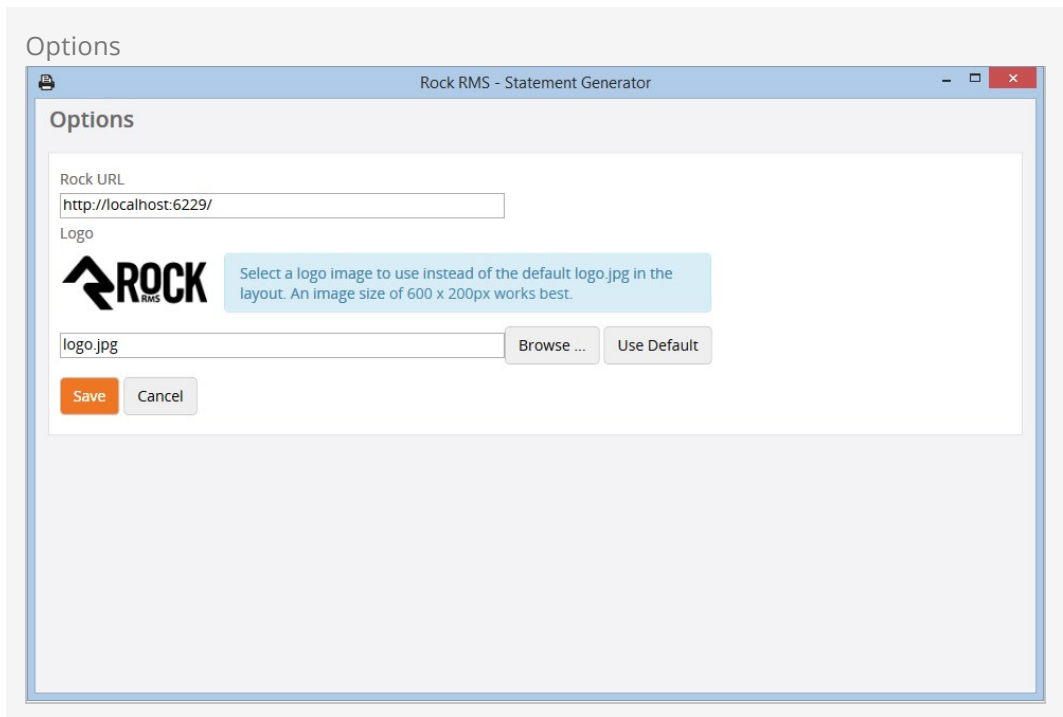 Options
Rock RMS - Statement Generator
Options
Rock URL
http://localhost:6229/
Logo
ROCK
RMS
Select a logo image to use instead of the default logo.jpg in the
layout. An image size of 600 x 200px works best.
logo.jpg
Browse ...
Use Default
Save
Cancel